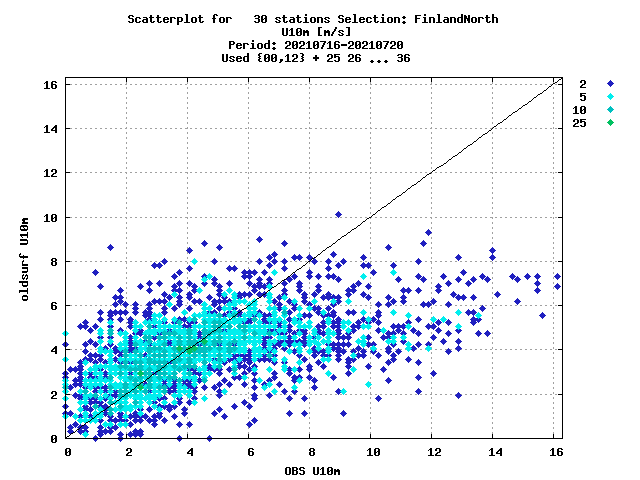 Scatterplot for 30 stations Selection: FinlandNorth
U10m [m/s]
Period: 20210716-20210720
Used {00,12} + 25 26 ... 36
2
5
10
25
oldsurf U10m
16
14
12
10
8
6
4
2
0
0 2 4 6 8 10 12 14 16
OBS U10m